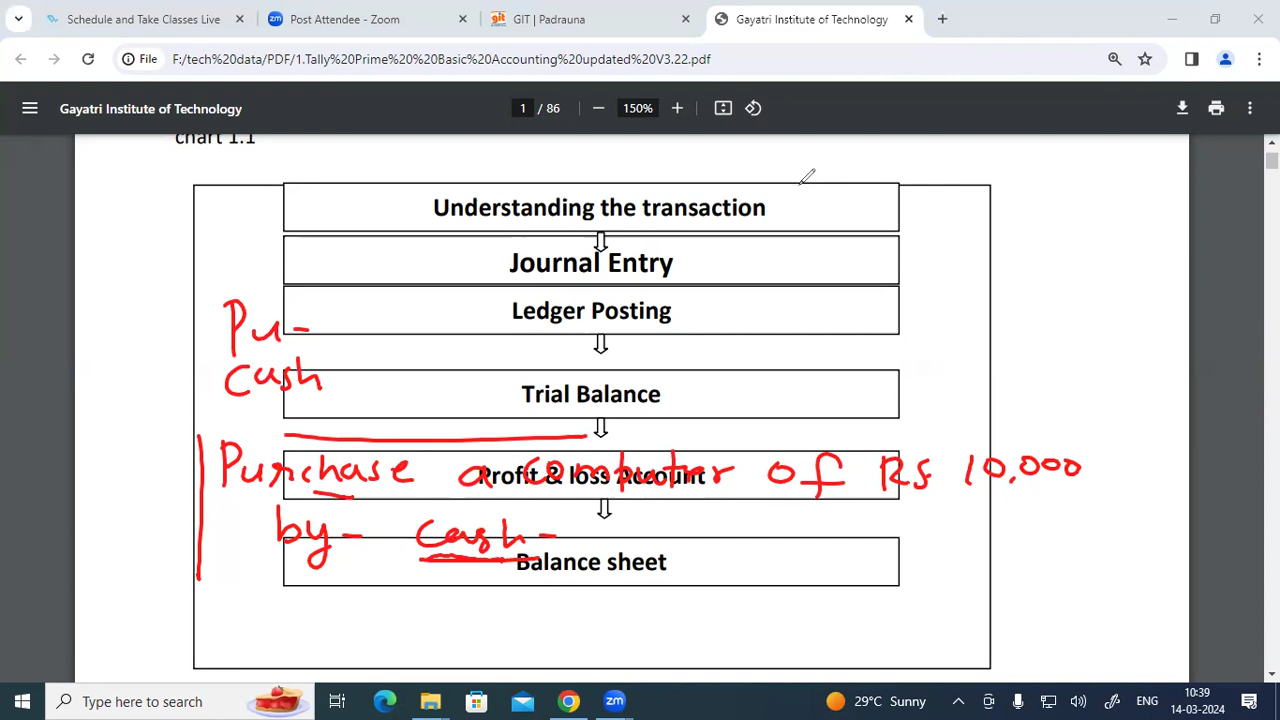 Schedule and Take Classes Live
Post Attendee - Zoom
GIT | Padrauna
Gayatri Institute of Technology
File
F:/tech%20data/PDF/1.Tally%20Prime%20%20Basic%20Accounting%20updated%20V3.22.pdf
Gayatri Institute of Technology
1 / 86
150%
chart 1.1
Understanding the transaction
Journal Entry
Ledger Posting
Pu -
Cash
Trial Balance
Purchase a computer of Rs 10,000
Profit & loss Account
by - Cash -
Balance sheet
Type here to search
29°C Sunny
ENG
10:39
14-03-2024